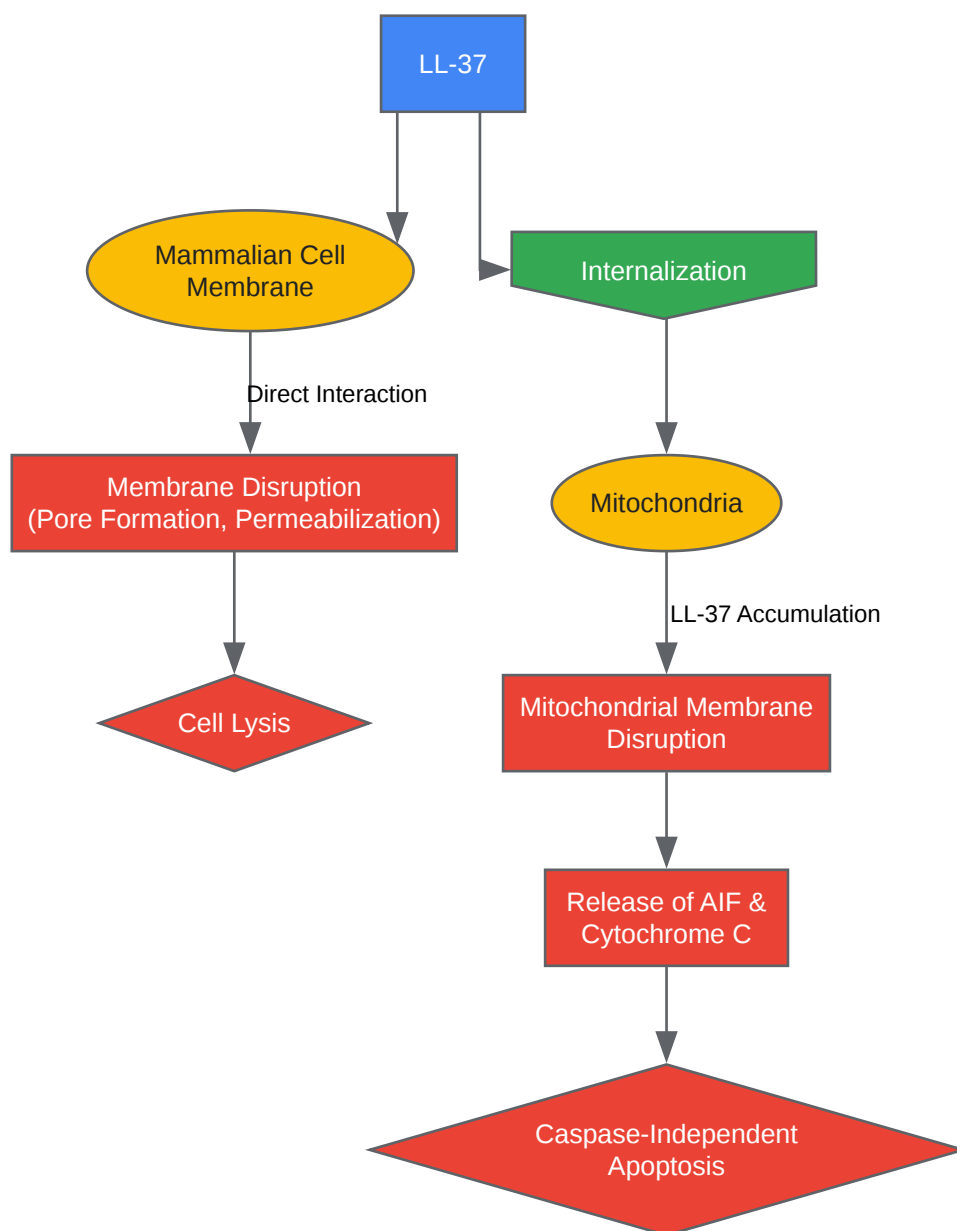 LL-37
Mammalian Cell
Membrane
Internalization
Direct Interaction
Membrane Disruption
(Pore Formation, Permeabilization)
Mitochondria
LL-37 Accumulation
Cell Lysis
Mitochondrial Membrane
Disruption
Release of AIF &
Cytochrome C
Caspase-Independent
Apoptosis